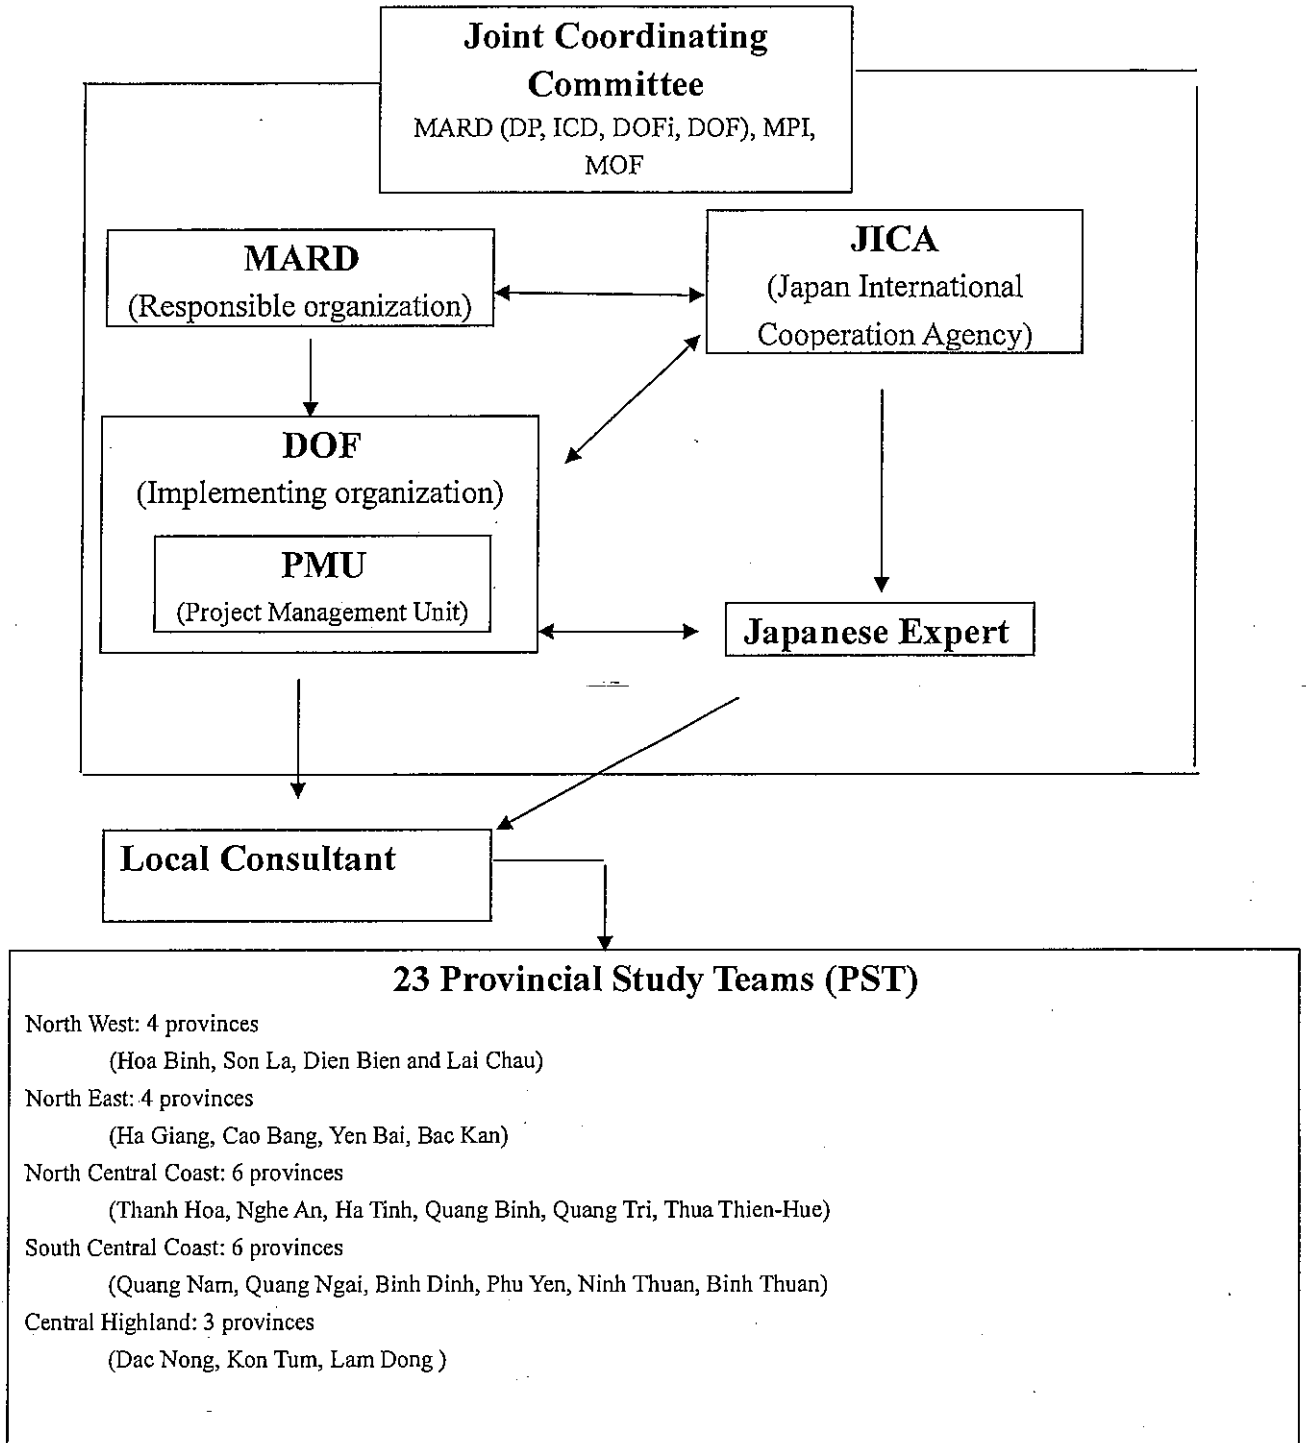 Joint Coordinating
Committee
MARD (DP, ICD, DOFi, DOF), MPI,
MOF
MARD
(Responsible organization)
JICA
(Japan International
Cooperation Agency)
DOF
(Implementing organization)
PMU
(Project Management Unit)
Japanese Expert
Local Consultant
23 Provincial Study Teams (PST)
North West: 4 provinces
(Hoa Binh, Son La, Dien Bien and Lai Chau)
North East: 4 provinces
(Ha Giang, Cao Bang, Yen Bai, Bac Kan)
North Central Coast: 6 provinces
(Thanh Hoa, Nghe An, Ha Tinh, Quang Binh, Quang Tri, Thua Thien-Hue)
South Central Coast: 6 provinces
(Quang Nam, Quang Ngai, Binh Dinh, Phu Yen, Ninh Thuan, Binh Thuan)
Central Highland: 3 provinces
(Dac Nong, Kon Tum, Lam Dong )